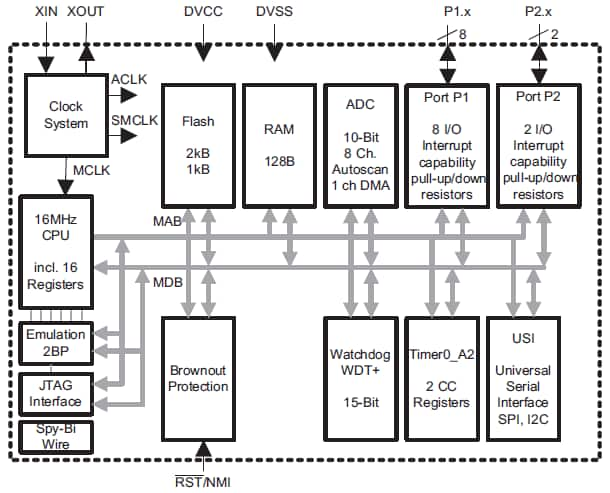 XIN XOUT DVCC DVSS P1.x P2.x
8 2
ACLK
SMCLK
MCLK
Clock
System
Flash
2kB
1kB
RAM
128B
ADC
10-Bit
8 Ch.
Autoscan
1 ch DMA
Port P1
8 I/O
Interrupt
capability
pull-up/down
resistors
Port P2
2 I/O
Interrupt
capability
pull-up/down
resistors
16MHz
CPU
incl. 16
Registers
MAB
MDB
Emulation
2BP
JTAG
Interface
Spy-Bi
Wire
Brownout
Protection
Watchdog
WDT+
15-Bit
Timer0_A2
2 CC
Registers
USI
Universal
Serial
Interface
SPI, I2C
RST/NMI